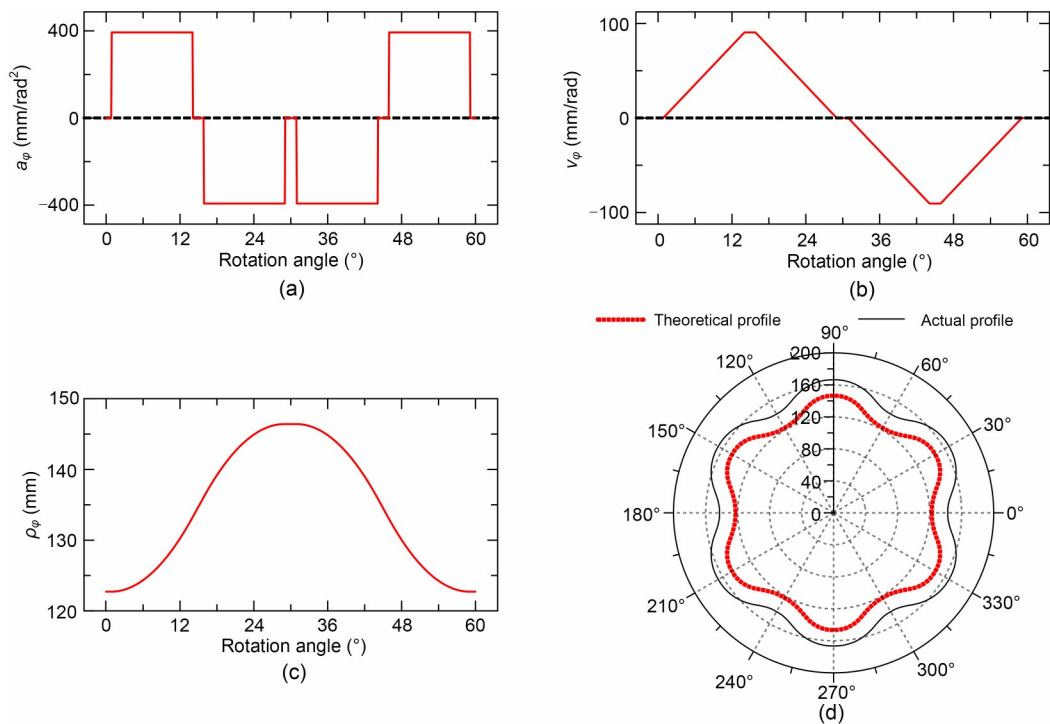 400
0
−400
aφ (mm/rad²)
0 12 24 36 48 60
Rotation angle (°)
(a)
100
0
−100
vφ (mm/rad)
0 12 24 36 48 60
Rotation angle (°)
(b)
150
140
130
120
ρφ (mm)
0 12 24 36 48 60
Rotation angle (°)
(c)
Theoretical profile Actual profile
90°
120° 200 60°
160
150° 120 30°
80
40
180° 0 0°
210° 330°
240° 300°
270°
(d)